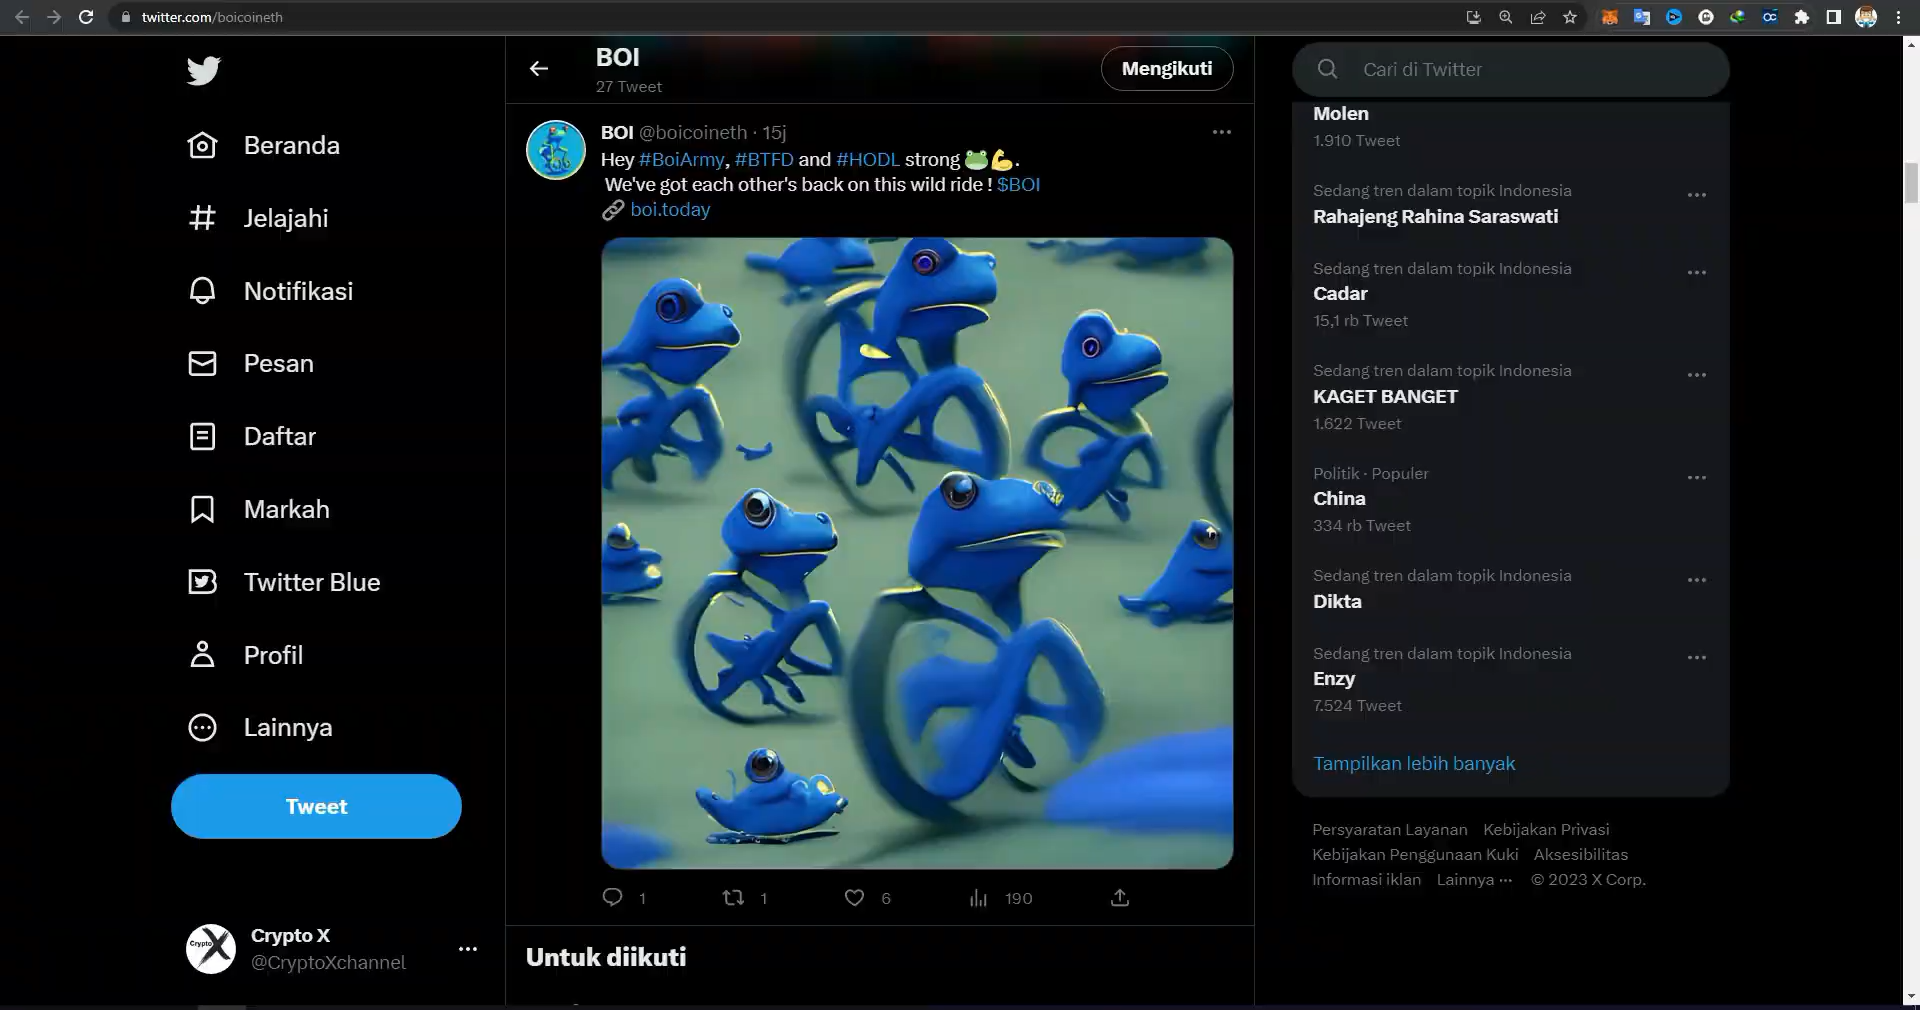 twitter.com/boicoineth
BOI
27 Tweet
Mengikuti
Cari di Twitter
Beranda
Jelajahi
Notifikasi
Pesan
Daftar
Markah
Twitter Blue
Profil
Lainnya
Tweet
Crypto X
@CryptoXchannel
BOI @boicoineth · 15j
Hey #BoiArmy, #BTFD and #HODL strong 🐸💪.
We've got each other's back on this wild ride ! $BOI
🔗 boi.today
1
1
6
190
Untuk diikuti
Molen
1.910 Tweet
Sedang tren dalam topik Indonesia
Rahajeng Rahina Saraswati
Sedang tren dalam topik Indonesia
Cadar
15,1 rb Tweet
Sedang tren dalam topik Indonesia
KAGET BANGET
1.622 Tweet
Politik · Populer
China
334 rb Tweet
Sedang tren dalam topik Indonesia
Dikta
Sedang tren dalam topik Indonesia
Enzy
7.524 Tweet
Tampilkan lebih banyak
Persyaratan Layanan Kebijakan Privasi
Kebijakan Penggunaan Kuki Aksesibilitas
Informasi iklan Lainnya ··· © 2023 X Corp.